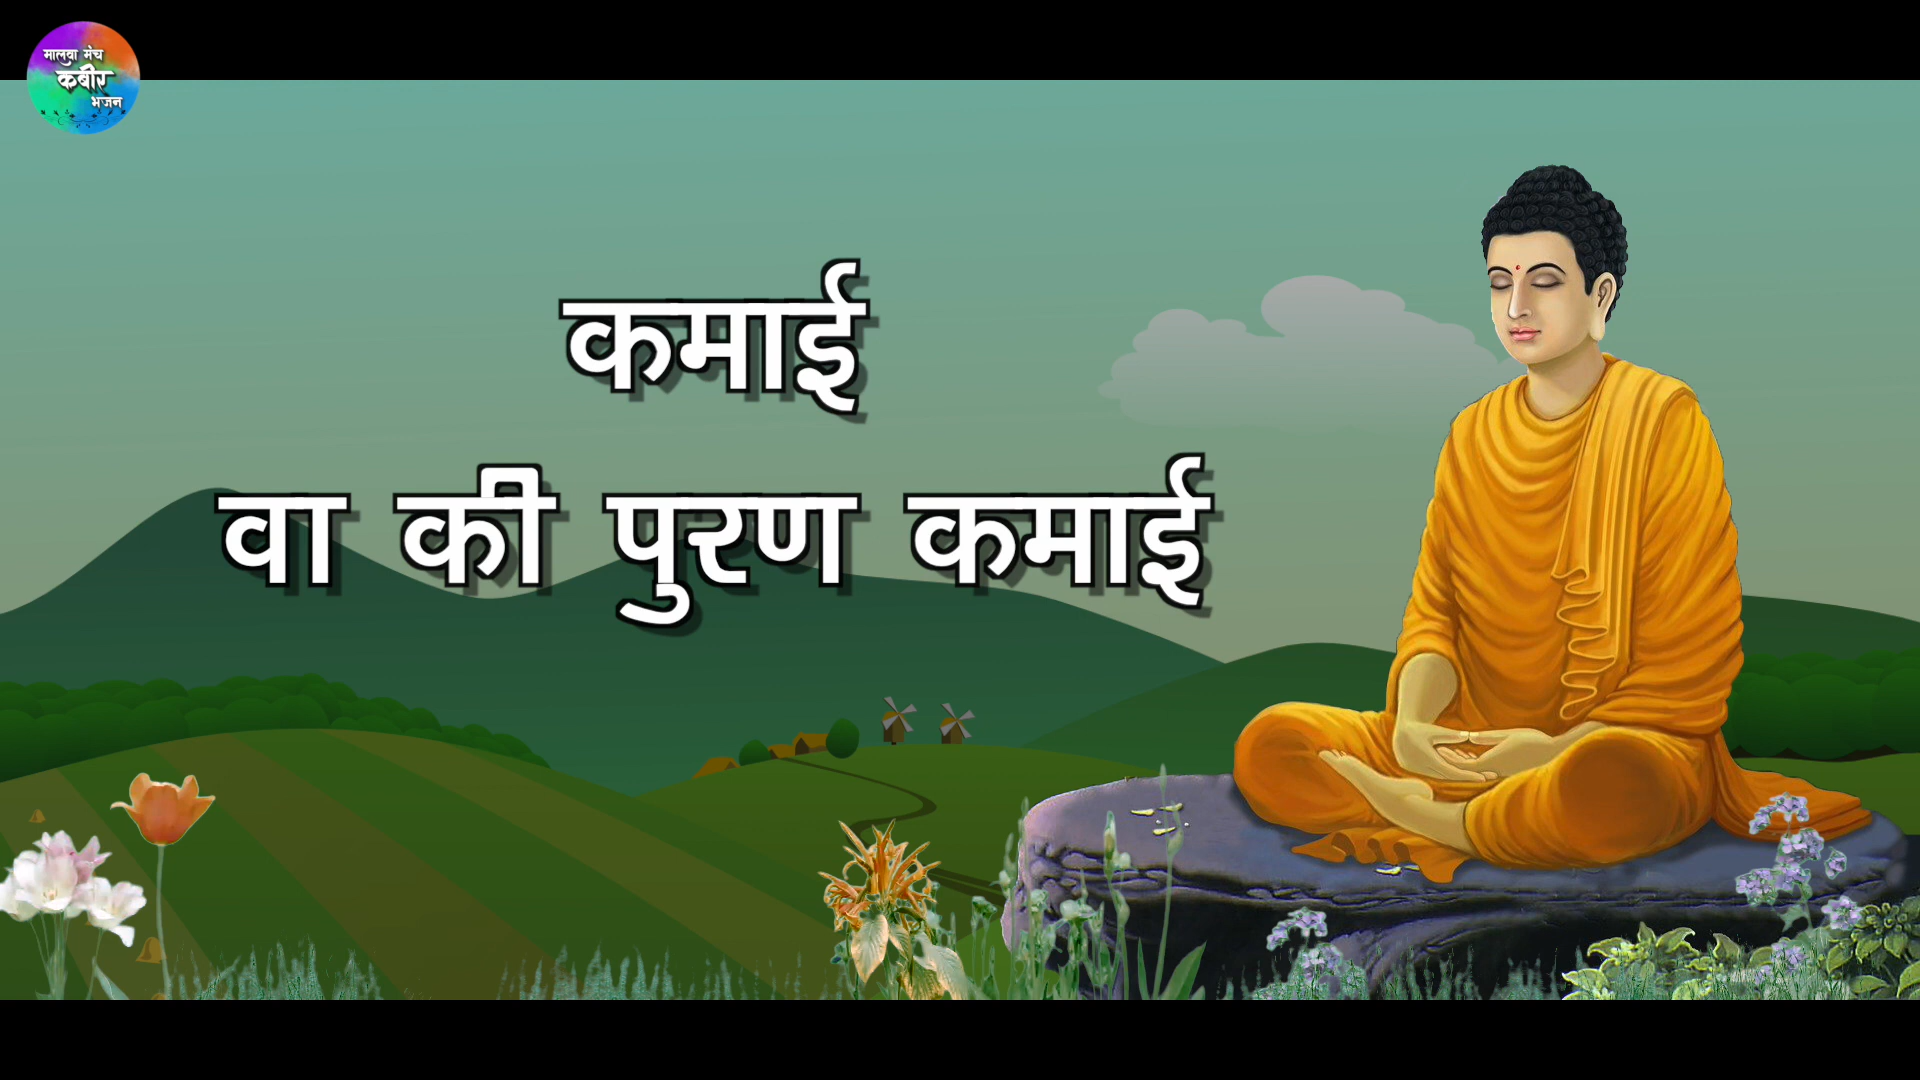 मालवा मंच
कबीर
भजन
कमाई
वा की पुरण कमाई